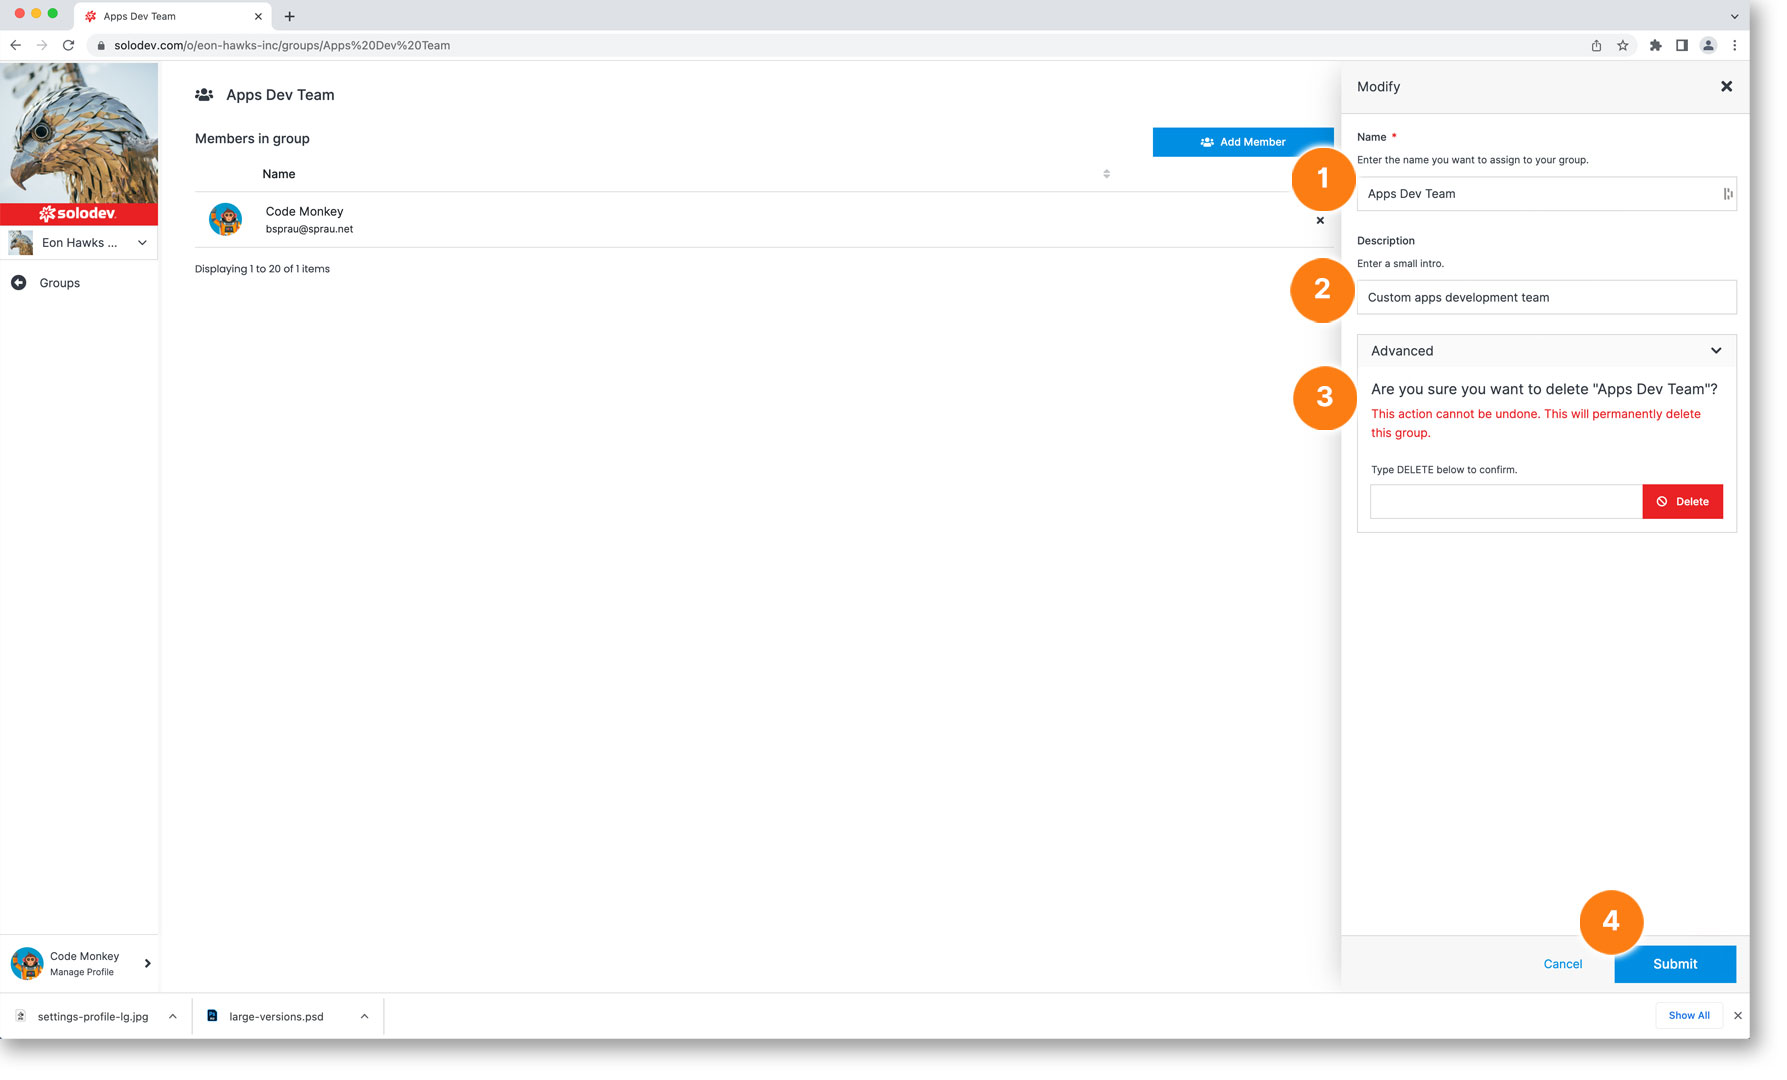 Apps Dev Team
solodev.com/o/eon-hawks-inc/groups/Apps%20Dev%20Team
solodev
Eon Hawks ...
Groups
Apps Dev Team
Members in group
Add Member
Name
Code Monkey
bsprau@sprau.net
Displaying 1 to 20 of 1 items
Modify
1
Name *
Enter the name you want to assign to your group.
Apps Dev Team
2
Description
Enter a small intro.
Custom apps development team
3
Advanced
Are you sure you want to delete "Apps Dev Team"?
This action cannot be undone. This will permanently delete
this group.
Type DELETE below to confirm.
Delete
4
Cancel
Submit
Code Monkey
Manage Profile
settings-profile-lg.jpg
large-versions.psd
Show All